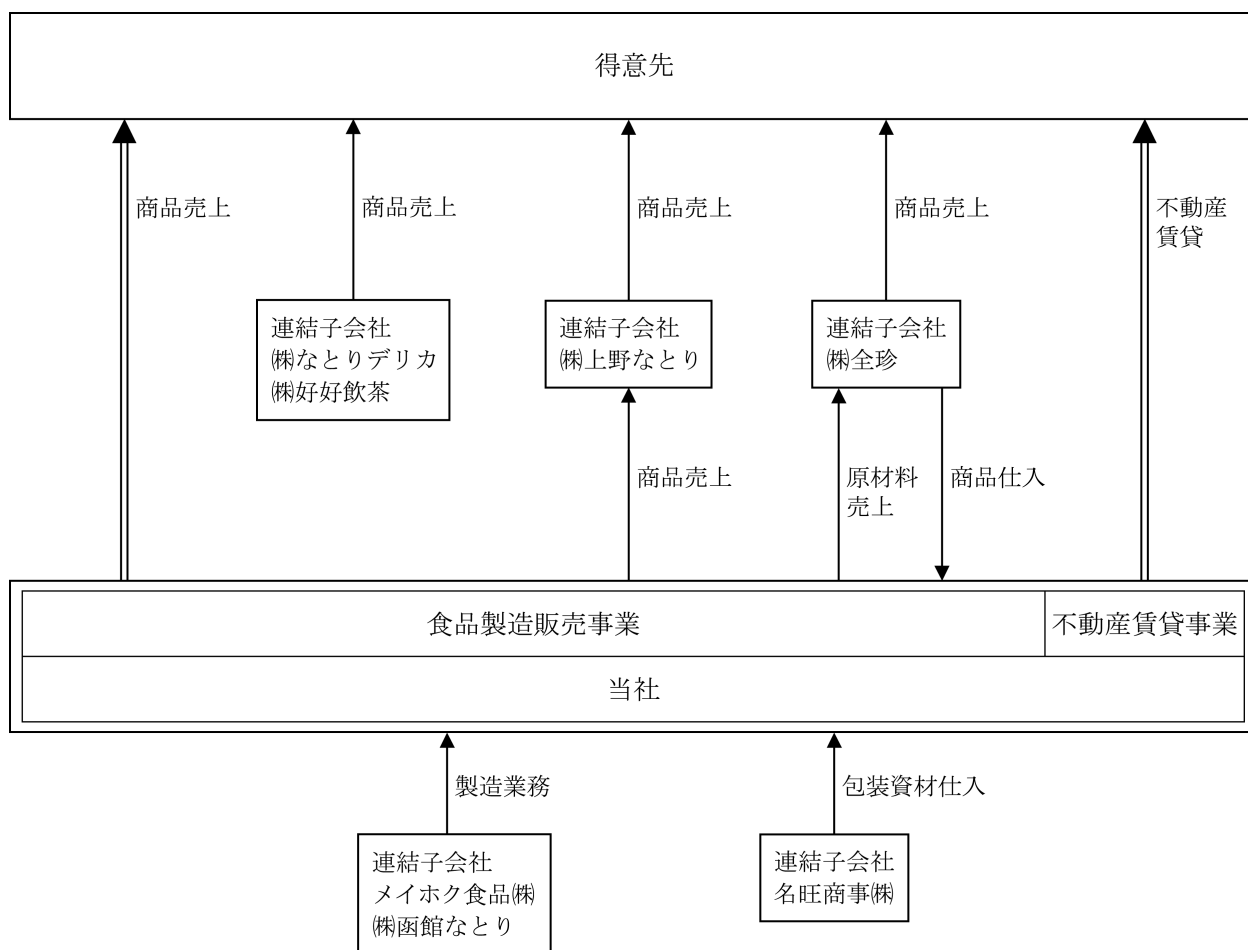 得意先
商品売上
商品売上
商品売上
商品売上
不動産
賃貸
連結子会社
㈱なとりデリカ
㈱好好飲茶
連結子会社
㈱上野なとり
連結子会社
㈱全珍
商品売上
原材料
売上
商品仕入
食品製造販売事業
不動産賃貸事業
当社
製造業務
包装資材仕入
連結子会社
メイホク食品㈱
㈱函館なとり
連結子会社
名旺商事㈱